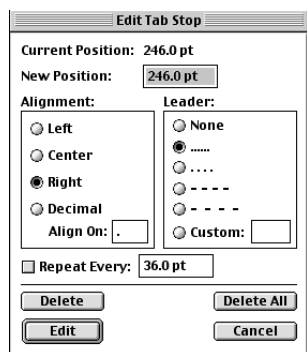 Edit Tab Stop
Current Position: 246.0 pt
New Position: 246.0 pt
Alignment:
Left
Center
Right
Decimal
Align On: .
Leader:
None
......
. . . .
- - - -
- - - -
Custom:
Repeat Every: 36.0 pt
Delete
Delete All
Edit
Cancel